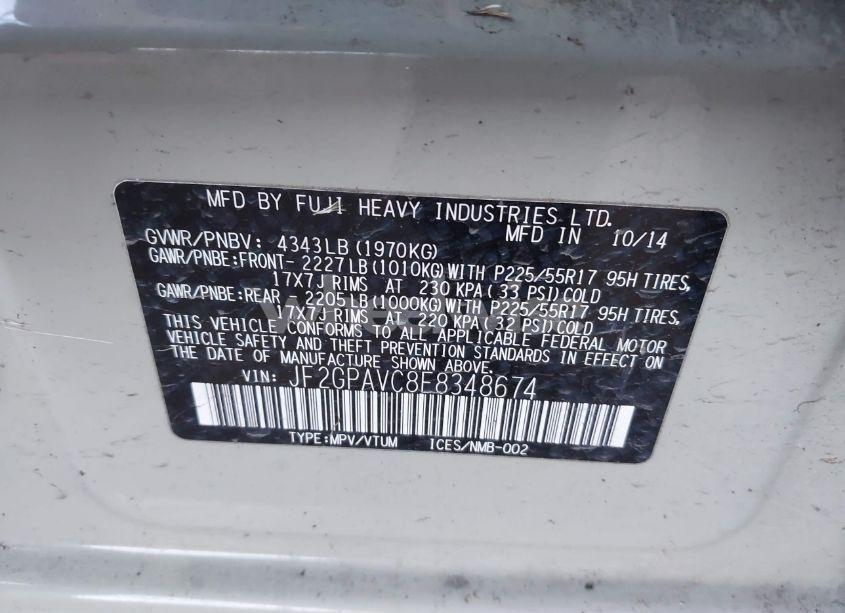 MFD BY FUJI HEAVY INDUSTRIES LTD.
MFD IN 10/14
GVWR/PNBV: 4343LB (1970KG)
GAWR/PNBE:FRONT- 2227LB(1010KG)WITH P225/55R17 95H TIRES,
17X7J RIMS AT 230 KPA(33 PSI)COLD
GAWR/PNBE:REAR 2205LB(1000KG)WITH P225/55R17 95H TIRES,
17X7J RIMS AT 220 KPA(32 PSI)COLD
THIS VEHICLE CONFORMS TO ALL APPLICABLE FEDERAL MOTOR
VEHICLE SAFETY AND THEFT PREVENTION STANDARDS IN EFFECT ON
THE DATE OF MANUFACTURE SHOWN ABOVE.
VIN: JF2GPAVC8E8348674
TYPE:MPV/VTUM ICES/NMB-002